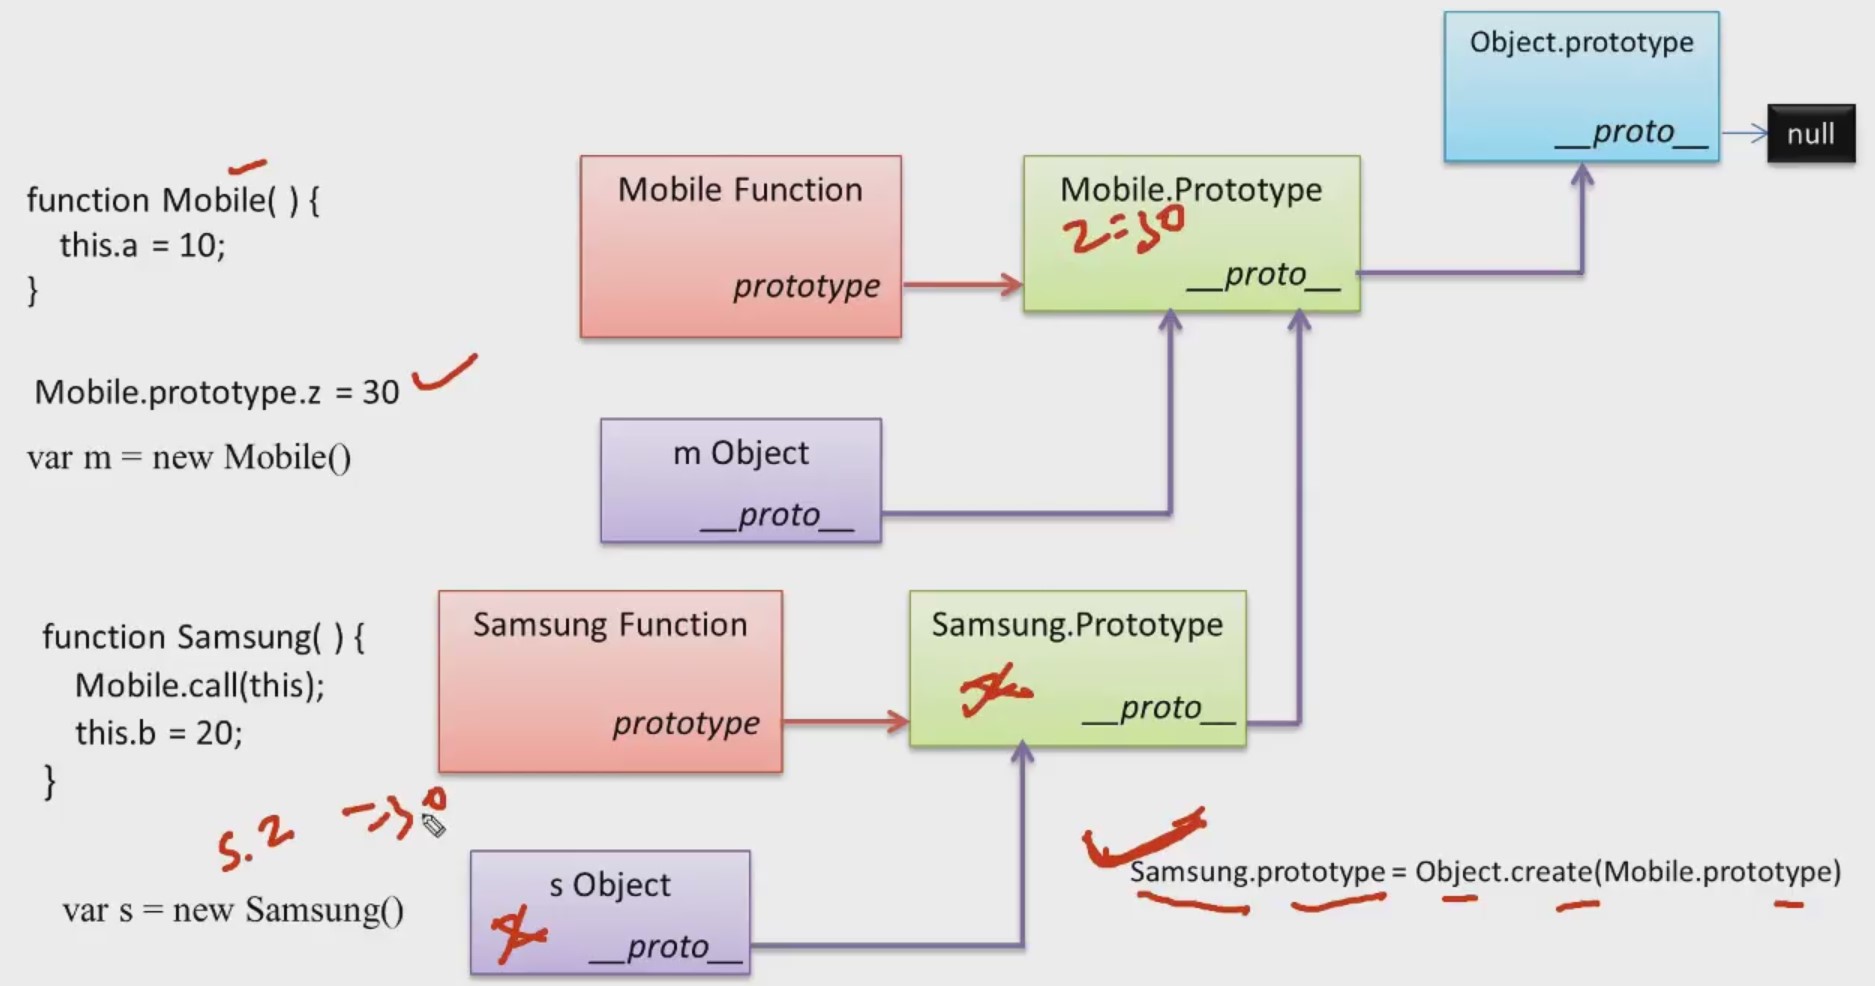 function Mobile( ) {
this.a = 10;
}
Mobile.prototype.z = 30
var m = new Mobile()
function Samsung( ) {
Mobile.call(this);
this.b = 20;
}
s.z => 30
var s = new Samsung()
Mobile Function
prototype
Mobile.Prototype
z=30
__proto__
Object.prototype
__proto__
null
m Object
__proto__
Samsung Function
prototype
Samsung.Prototype
__proto__
s Object
__proto__
Samsung.prototype = Object.create(Mobile.prototype)